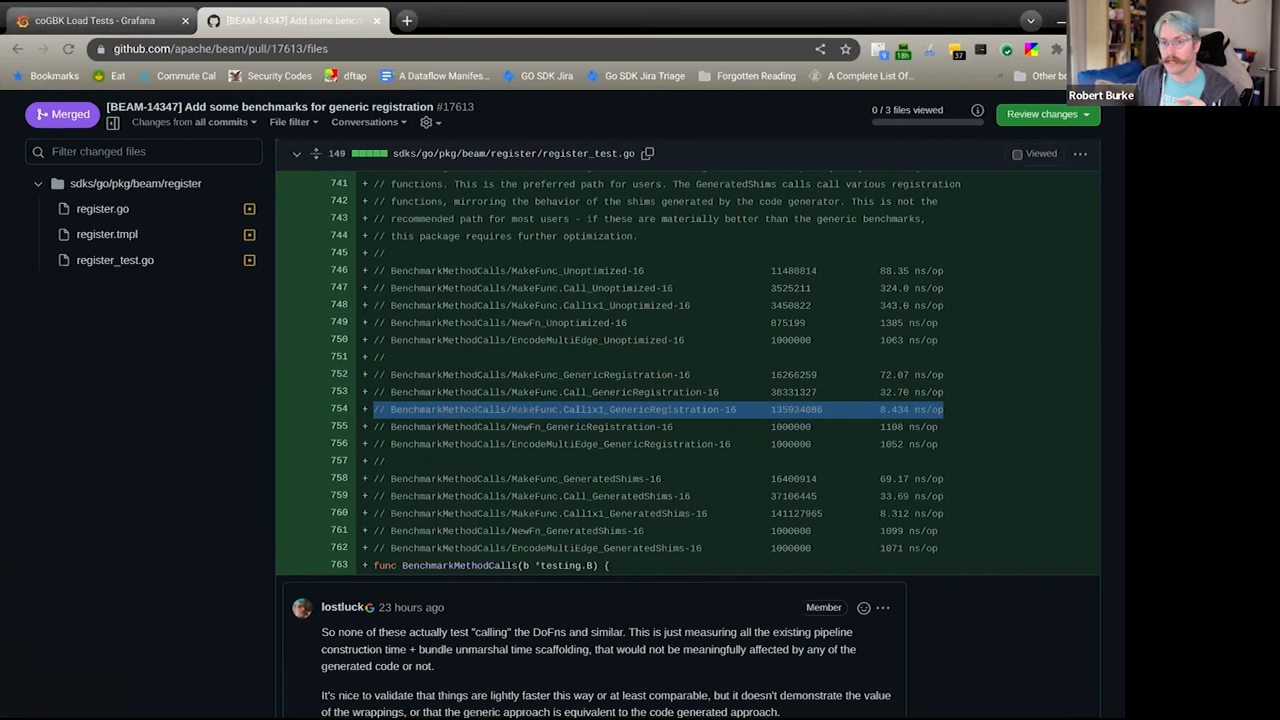 coGBK Load Tests - Grafana
[BEAM-14347] Add some bench
github.com/apache/beam/pull/17613/files
9
18h
37
Bookmarks
Eat
Commute Cal
Security Codes
dftap
A Dataflow Manifes...
GO SDK Jira
Go SDK Jira Triage
Forgotten Reading
A Complete List Of...
Other bo
Robert Burke
Merged
[BEAM-14347] Add some benchmarks for generic registration #17613
Changes from all commits
File filter
Conversations
0 / 3 files viewed
Review changes
Filter changed files
sdks/go/pkg/beam/register
register.go
register.tmpl
register_test.go
149
sdks/go/pkg/beam/register/register_test.go
Viewed
741 + // functions. This is the preferred path for users. The GeneratedShims calls call various registration
742 + // functions, mirroring the behavior of the shims generated by the code generator. This is not the
743 + // recommended path for most users - if these are materially better than the generic benchmarks,
744 + // this package requires further optimization.
745 + //
746 + // BenchmarkMethodCalls/MakeFunc_Unoptimized-16 11480814 88.35 ns/op
747 + // BenchmarkMethodCalls/MakeFunc.Call_Unoptimized-16 3525211 324.0 ns/op
748 + // BenchmarkMethodCalls/MakeFunc.Call1x1_Unoptimized-16 3450822 343.0 ns/op
749 + // BenchmarkMethodCalls/NewFn_Unoptimized-16 875199 1385 ns/op
750 + // BenchmarkMethodCalls/EncodeMultiEdge_Unoptimized-16 1000000 1063 ns/op
751 + //
752 + // BenchmarkMethodCalls/MakeFunc_GenericRegistration-16 16266259 72.07 ns/op
753 + // BenchmarkMethodCalls/MakeFunc.Call_GenericRegistration-16 38331327 32.70 ns/op
754 + // BenchmarkMethodCalls/MakeFunc.Call1x1_GenericRegistration-16 135934086 8.434 ns/op
755 + // BenchmarkMethodCalls/NewFn_GenericRegistration-16 1000000 1108 ns/op
756 + // BenchmarkMethodCalls/EncodeMultiEdge_GenericRegistration-16 1000000 1052 ns/op
757 + //
758 + // BenchmarkMethodCalls/MakeFunc_GeneratedShims-16 16400914 69.17 ns/op
759 + // BenchmarkMethodCalls/MakeFunc.Call_GeneratedShims-16 37106445 33.69 ns/op
760 + // BenchmarkMethodCalls/MakeFunc.Call1x1_GeneratedShims-16 141127965 8.312 ns/op
761 + // BenchmarkMethodCalls/NewFn_GeneratedShims-16 1000000 1099 ns/op
762 + // BenchmarkMethodCalls/EncodeMultiEdge_GeneratedShims-16 1000000 1071 ns/op
763 + func BenchmarkMethodCalls(b *testing.B) {
lostluck 23 hours ago
Member
So none of these actually test "calling" the DoFns and similar. This is just measuring all the existing pipeline
construction time + bundle unmarshal time scaffolding, that would not be meaningfully affected by any of the
generated code or not.
It's nice to validate that things are lightly faster this way or at least comparable, but it doesn't demonstrate the value
of the wrappings, or that the generic approach is equivalent to the code generated approach.